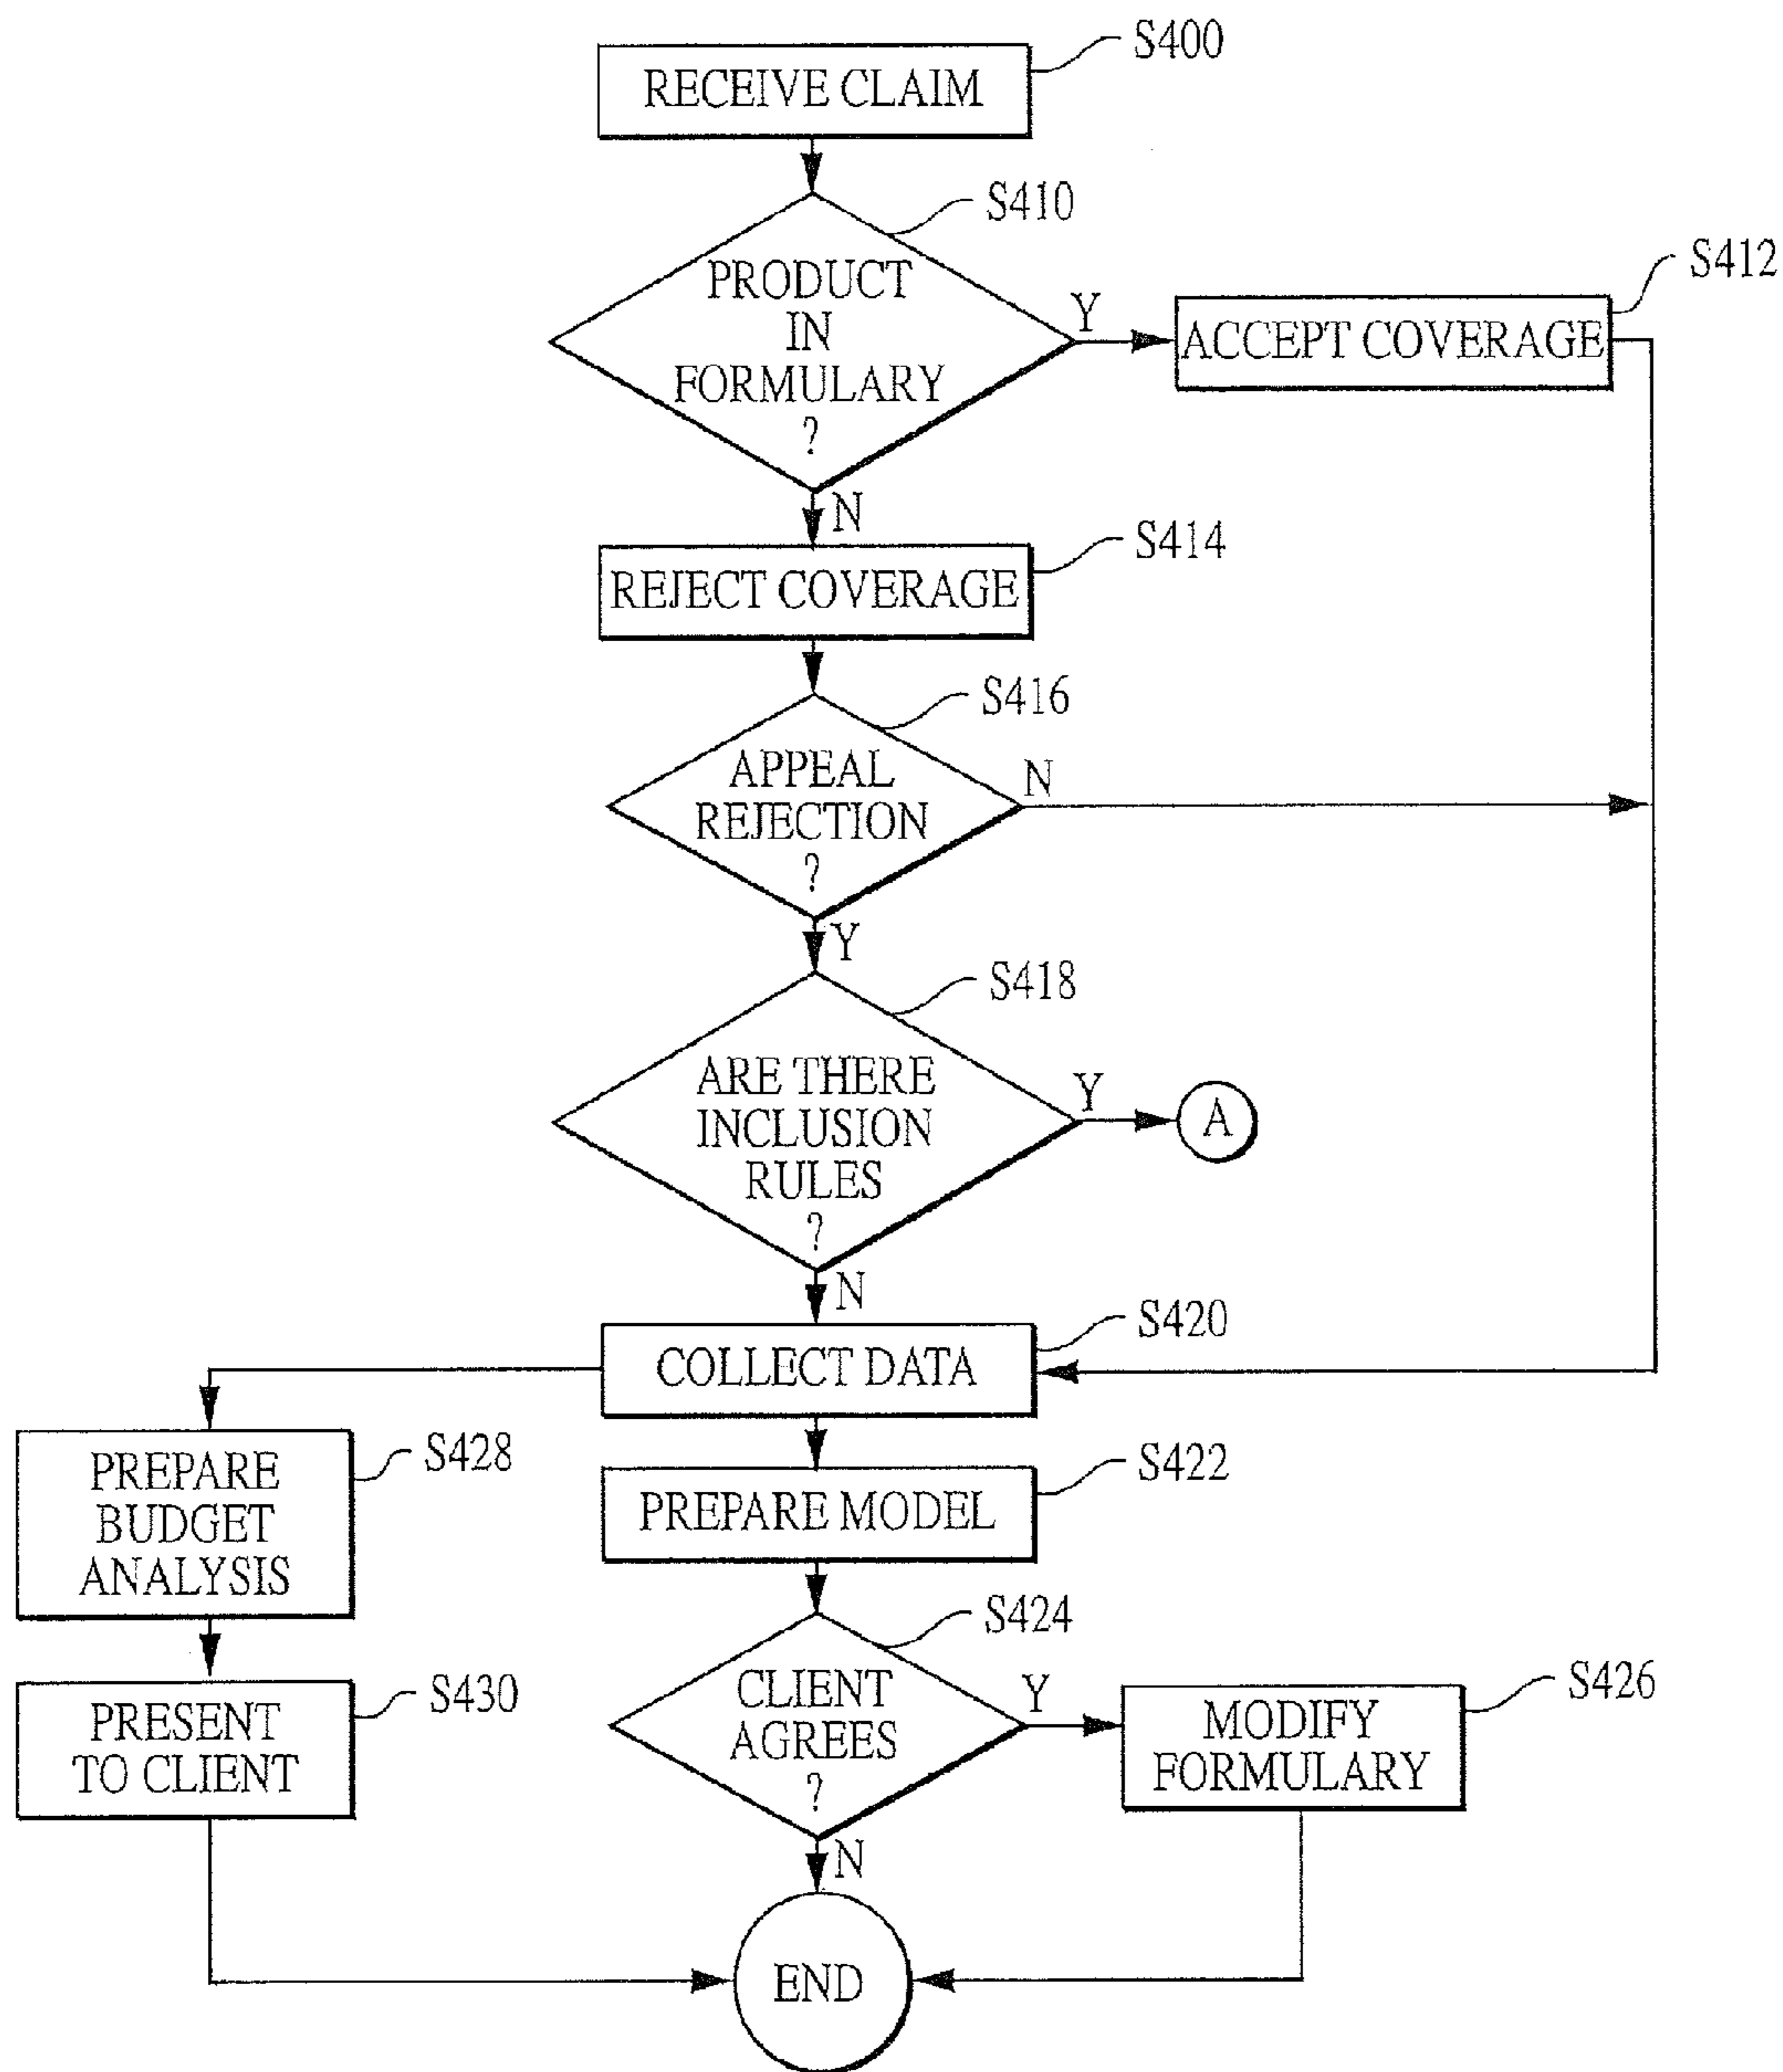 S400
RECEIVE CLAIM
S410
PRODUCT
IN
FORMULARY
?
Y
S412
ACCEPT COVERAGE
N
S414
REJECT COVERAGE
S416
APPEAL
REJECTION
?
N
Y
S418
ARE THERE
INCLUSION
RULES
?
Y
A
N
S420
COLLECT DATA
S428
PREPARE
BUDGET
ANALYSIS
S422
PREPARE MODEL
S424
CLIENT
AGREES
?
Y
S426
MODIFY
FORMULARY
S430
PRESENT
TO CLIENT
N
END